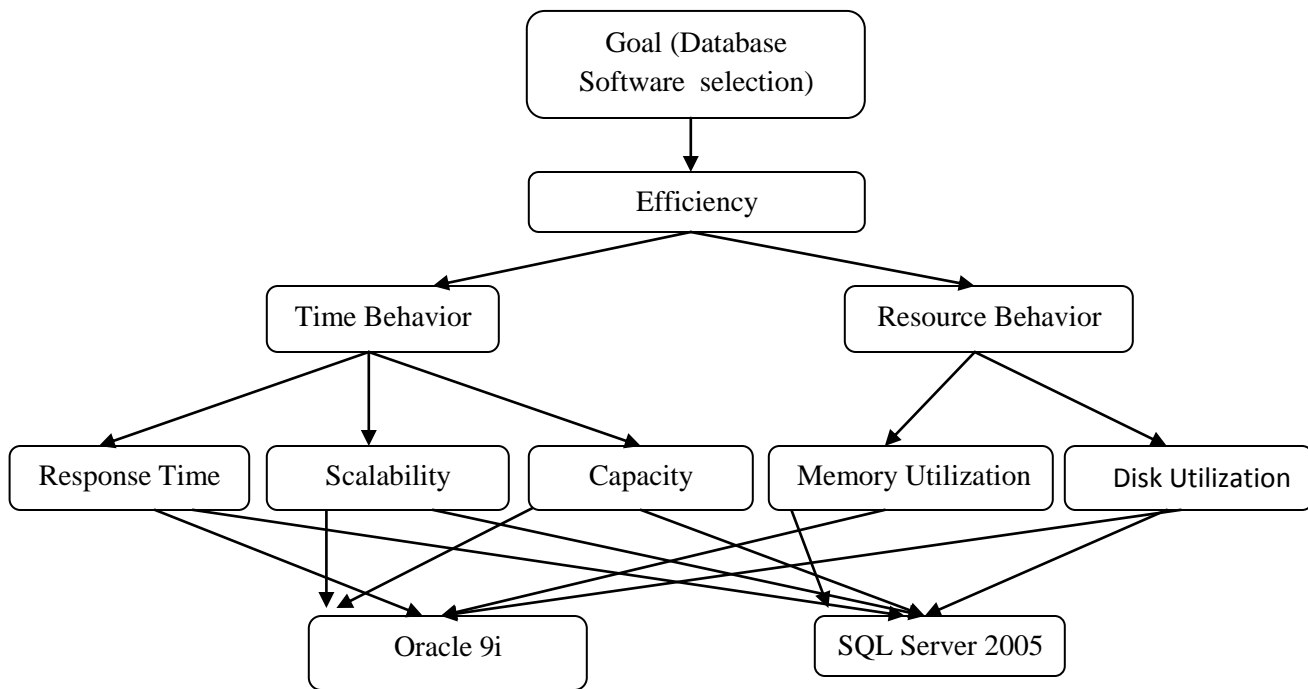 Goal (Database
Software selection)
Efficiency
Time Behavior
Resource Behavior
Response Time
Scalability
Capacity
Memory Utilization
Disk Utilization
Oracle 9i
SQL Server 2005